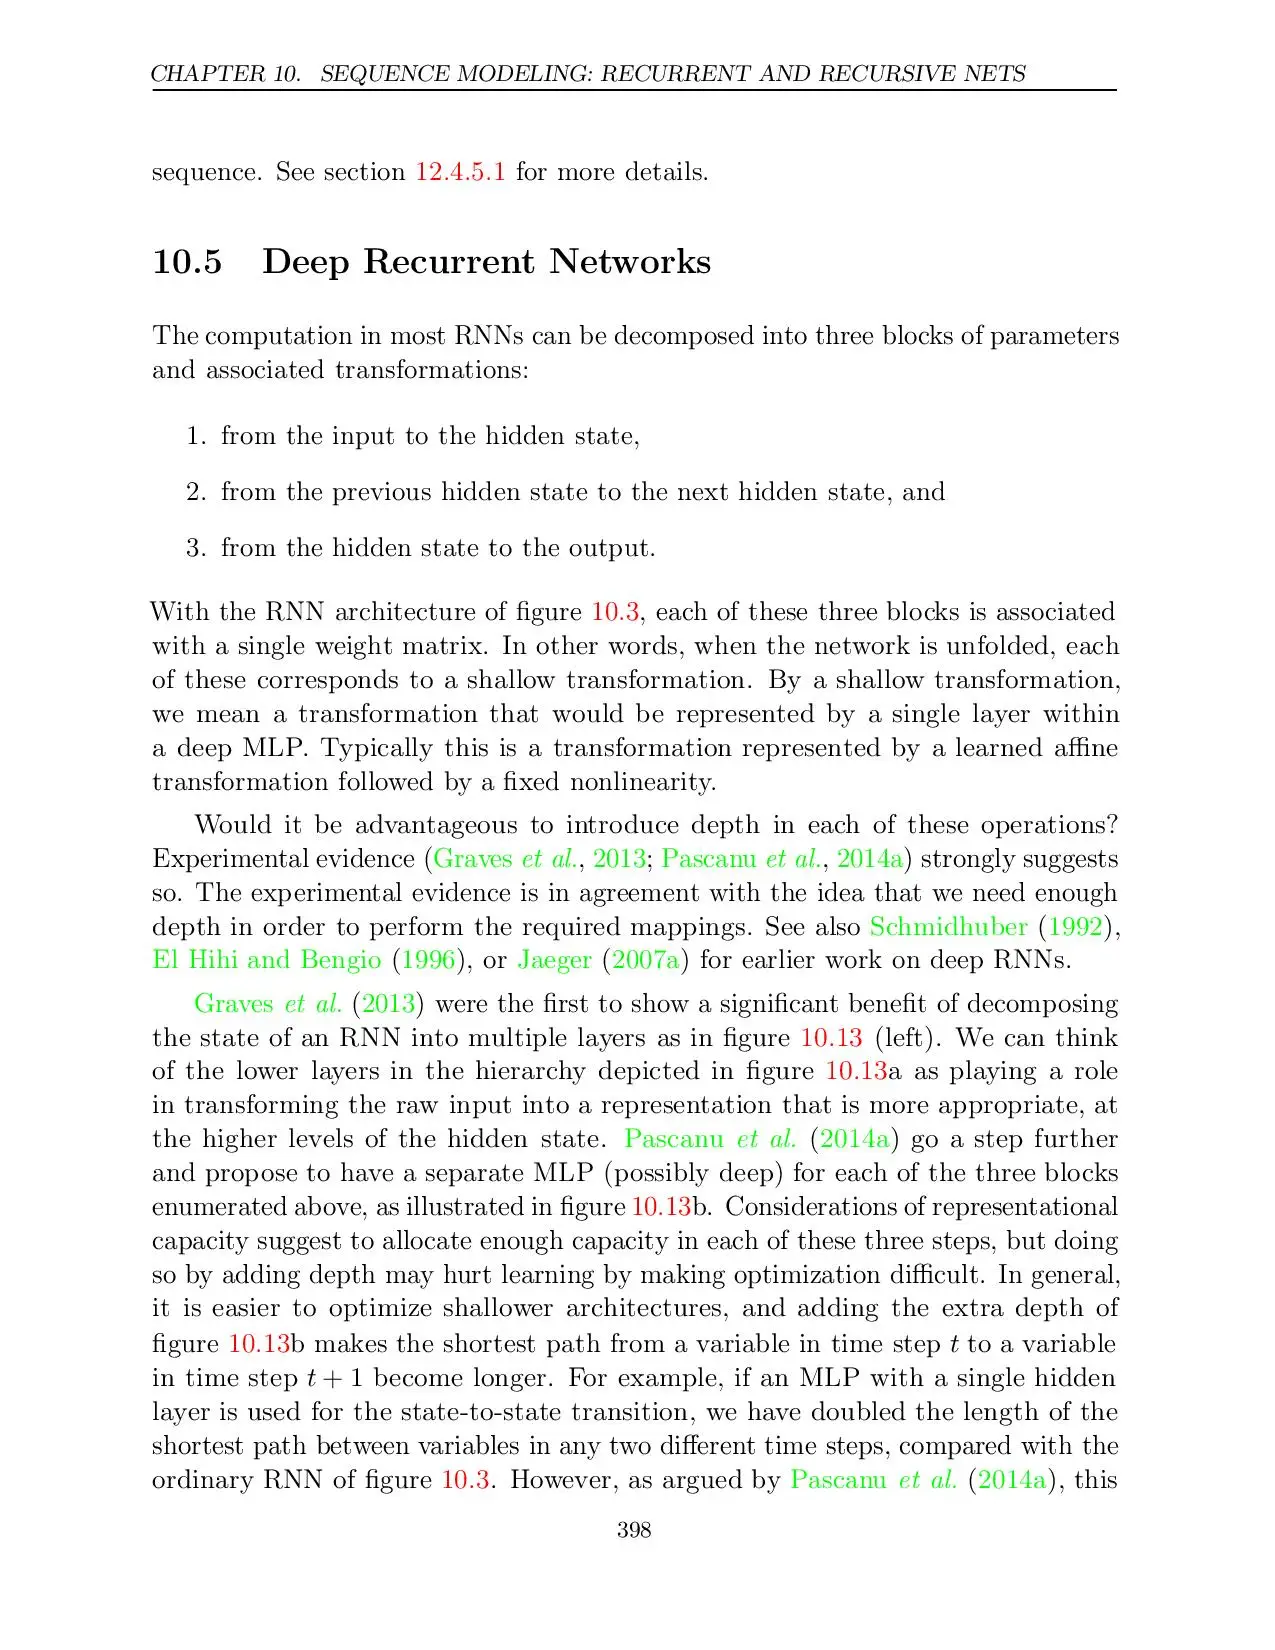 CHAPTER 10. SEQUENCE MODELING: RECURRENT AND RECURSIVE NETS
sequence. See section 12.4.5.1 for more details.
10.5 Deep Recurrent Networks
The computation in most RNNs can be decomposed into three blocks of parameters
and associated transformations:
1. from the input to the hidden state,
2. from the previous hidden state to the next hidden state, and
3. from the hidden state to the output.
With the RNN architecture of figure 10.3, each of these three blocks is associated
with a single weight matrix. In other words, when the network is unfolded, each
of these corresponds to a shallow transformation. By a shallow transformation,
we mean a transformation that would be represented by a single layer within
a deep MLP. Typically this is a transformation represented by a learned affine
transformation followed by a fixed nonlinearity.
Would it be advantageous to introduce depth in each of these operations?
Experimental evidence (Graves et al., 2013; Pascanu et al., 2014a) strongly suggests
so. The experimental evidence is in agreement with the idea that we need enough
depth in order to perform the required mappings. See also Schmidhuber (1992),
El Hihi and Bengio (1996), or Jaeger (2007a) for earlier work on deep RNNs.
Graves et al. (2013) were the first to show a significant benefit of decomposing
the state of an RNN into multiple layers as in figure 10.13 (left). We can think
of the lower layers in the hierarchy depicted in figure 10.13a as playing a role
in transforming the raw input into a representation that is more appropriate, at
the higher levels of the hidden state. Pascanu et al. (2014a) go a step further
and propose to have a separate MLP (possibly deep) for each of the three blocks
enumerated above, as illustrated in figure 10.13b. Considerations of representational
capacity suggest to allocate enough capacity in each of these three steps, but doing
so by adding depth may hurt learning by making optimization difficult. In general,
it is easier to optimize shallower architectures, and adding the extra depth of
figure 10.13b makes the shortest path from a variable in time step t to a variable
in time step t + 1 become longer. For example, if an MLP with a single hidden
layer is used for the state-to-state transition, we have doubled the length of the
shortest path between variables in any two different time steps, compared with the
ordinary RNN of figure 10.3. However, as argued by Pascanu et al. (2014a), this
398